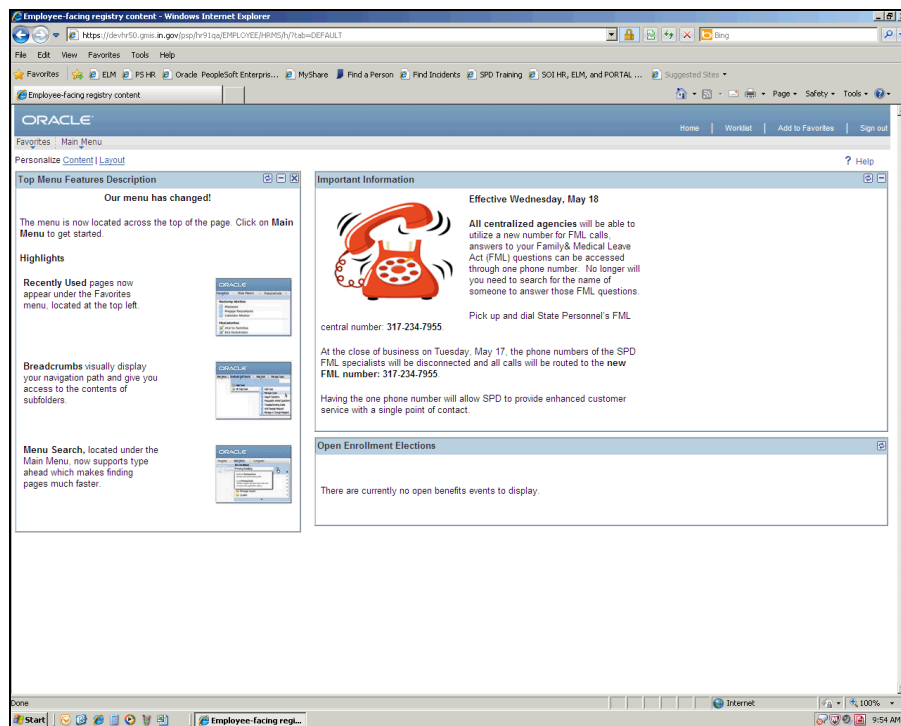 Employee-facing registry content - Windows Internet Explorer
https://devhr50.gmis.in.gov/psp/hr91qa/EMPLOYEE/HRMS/h/?tab=DEFAULT
Bing
File Edit View Favorites Tools Help
Favorites ELM PS HR Oracle PeopleSoft Enterpris... MyShare Find a Person Find Incidents SPD Training SOI HR, ELM, and PORTAL ... Suggested Sites
Employee-facing registry content
Page Safety Tools
ORACLE
Home | Worklist | Add to Favorites | Sign out
Favorites Main Menu
Personalize Content | Layout
? Help
Top Menu Features Description
Our menu has changed!
The menu is now located across the top of the page. Click on Main
Menu to get started.
Highlights
Recently Used pages now
appear under the Favorites
menu, located at the top left.
ORACLE
Breadcrumbs visually display
your navigation path and give you
access to the contents of
subfolders.
ORACLE
Menu Search, located under the
Main Menu, now supports type
ahead which makes finding
pages much faster.
ORACLE
Important Information
Effective Wednesday, May 18
All centralized agencies will be able to
utilize a new number for FML calls,
answers to your Family& Medical Leave
Act (FML) questions can be accessed
through one phone number. No longer will
you need to search for the name of
someone to answer those FML questions.
Pick up and dial State Personnel's FML
central number: 317-234-7955.
At the close of business on Tuesday, May 17, the phone numbers of the SPD
FML specialists will be disconnected and all calls will be routed to the new
FML number: 317-234-7955.
Having the one phone number will allow SPD to provide enhanced customer
service with a single point of contact.
Open Enrollment Elections
There are currently no open benefits events to display.
Done
Internet
100%
Start
Employee-facing regi...
9:54 AM